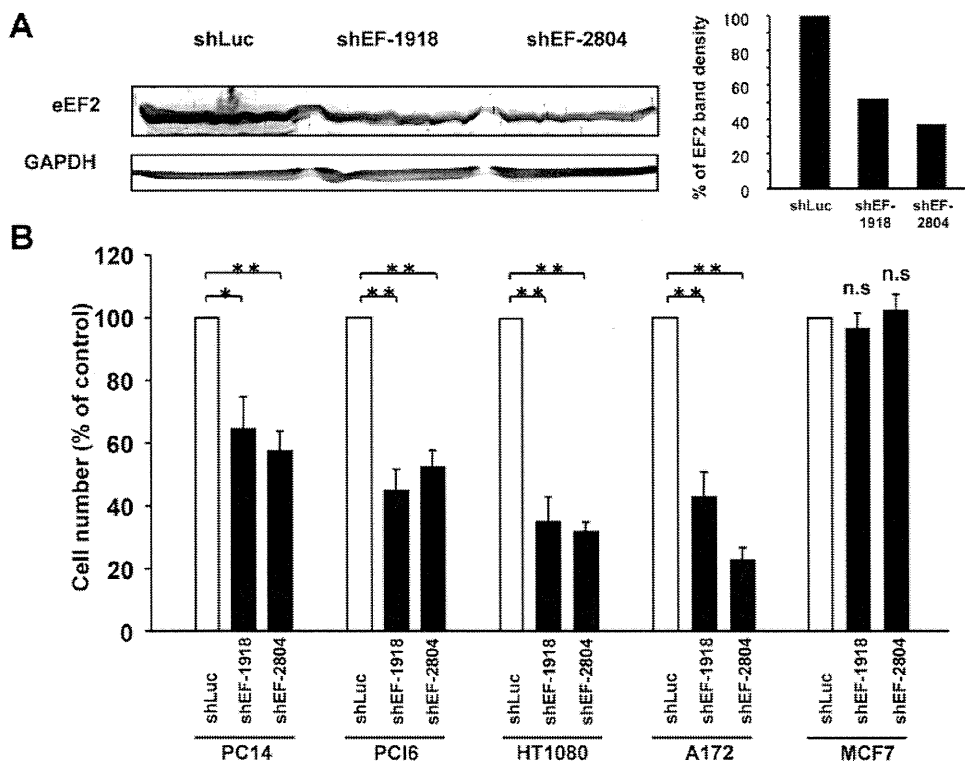 A
shLuc shEF-1918 shEF-2804
eEF2
GAPDH
% of EF2 band density
100
80
60
40
20
0
shLuc shEF-1918 shEF-2804
B
Cell number (% of control)
120
100
80
60
40
20
0
* **
** **
** **
** **
n.s n.s
shLuc shEF-1918 shEF-2804
shLuc shEF-1918 shEF-2804
shLuc shEF-1918 shEF-2804
shLuc shEF-1918 shEF-2804
shLuc shEF-1918 shEF-2804
PC14 PCI6 HT1080 A172 MCF7